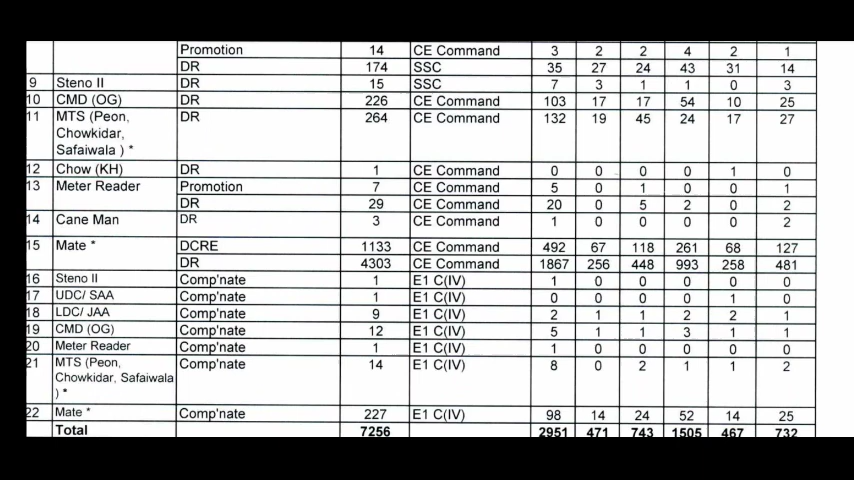 Promotion 14 CE Command 3 2 2 4 2 1
DR 174 SSC 35 27 24 43 31 14
9 Steno II DR 15 SSC 7 3 1 1 0 3
10 CMD (OG) DR 226 CE Command 103 17 17 54 10 25
11 MTS (Peon, DR 264 CE Command 132 19 45 24 17 27
Chowkidar,
Safaiwala ) *
12 Chow (KH) DR 1 CE Command 0 0 0 0 1 0
13 Meter Reader Promotion 7 CE Command 5 0 1 0 0 1
DR 29 CE Command 20 0 5 2 0 2
14 Cane Man DR 3 CE Command 1 0 0 0 0 2
15 Mate * DCRE 1133 CE Command 492 67 118 261 68 127
DR 4303 CE Command 1867 256 448 993 258 481
16 Steno II Comp'nate 1 E1 C(IV) 1 0 0 0 0 0
17 UDC/ SAA Comp'nate 1 E1 C(IV) 0 0 0 0 1 0
18 LDC/ JAA Comp'nate 9 E1 C(IV) 2 1 1 2 2 1
19 CMD (OG) Comp'nate 12 E1 C(IV) 5 1 1 3 1 1
20 Meter Reader Comp'nate 1 E1 C(IV) 1 0 0 0 0 0
21 MTS (Peon, Comp'nate 14 E1 C(IV) 8 0 2 1 1 2
Chowkidar, Safaiwala
) *
22 Mate * Comp'nate 227 E1 C(IV) 98 14 24 52 14 25
Total 7256 2951 471 743 1505 467 732